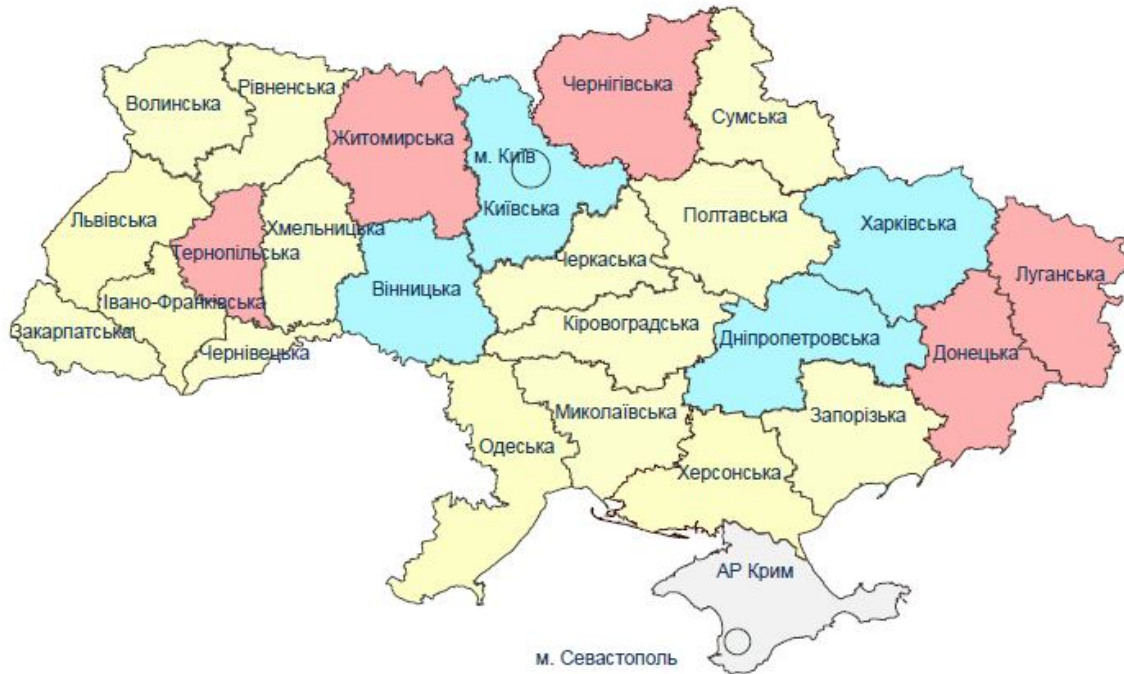 Чернігівська
Рівненська
Волинська
Сумська
Житомирська
м. Київ
Київська
Полтавська
Харківська
Львівська
Хмельницька
Тернопільська
Черкаська
Луганська
Вінницька
Івано-Франківська
Кіровоградська
Закарпатська
Дніпропетровська
Чернівецька
Донецька
Миколаївська
Запорізька
Одеська
Херсонська
АР Крим
м. Севастополь